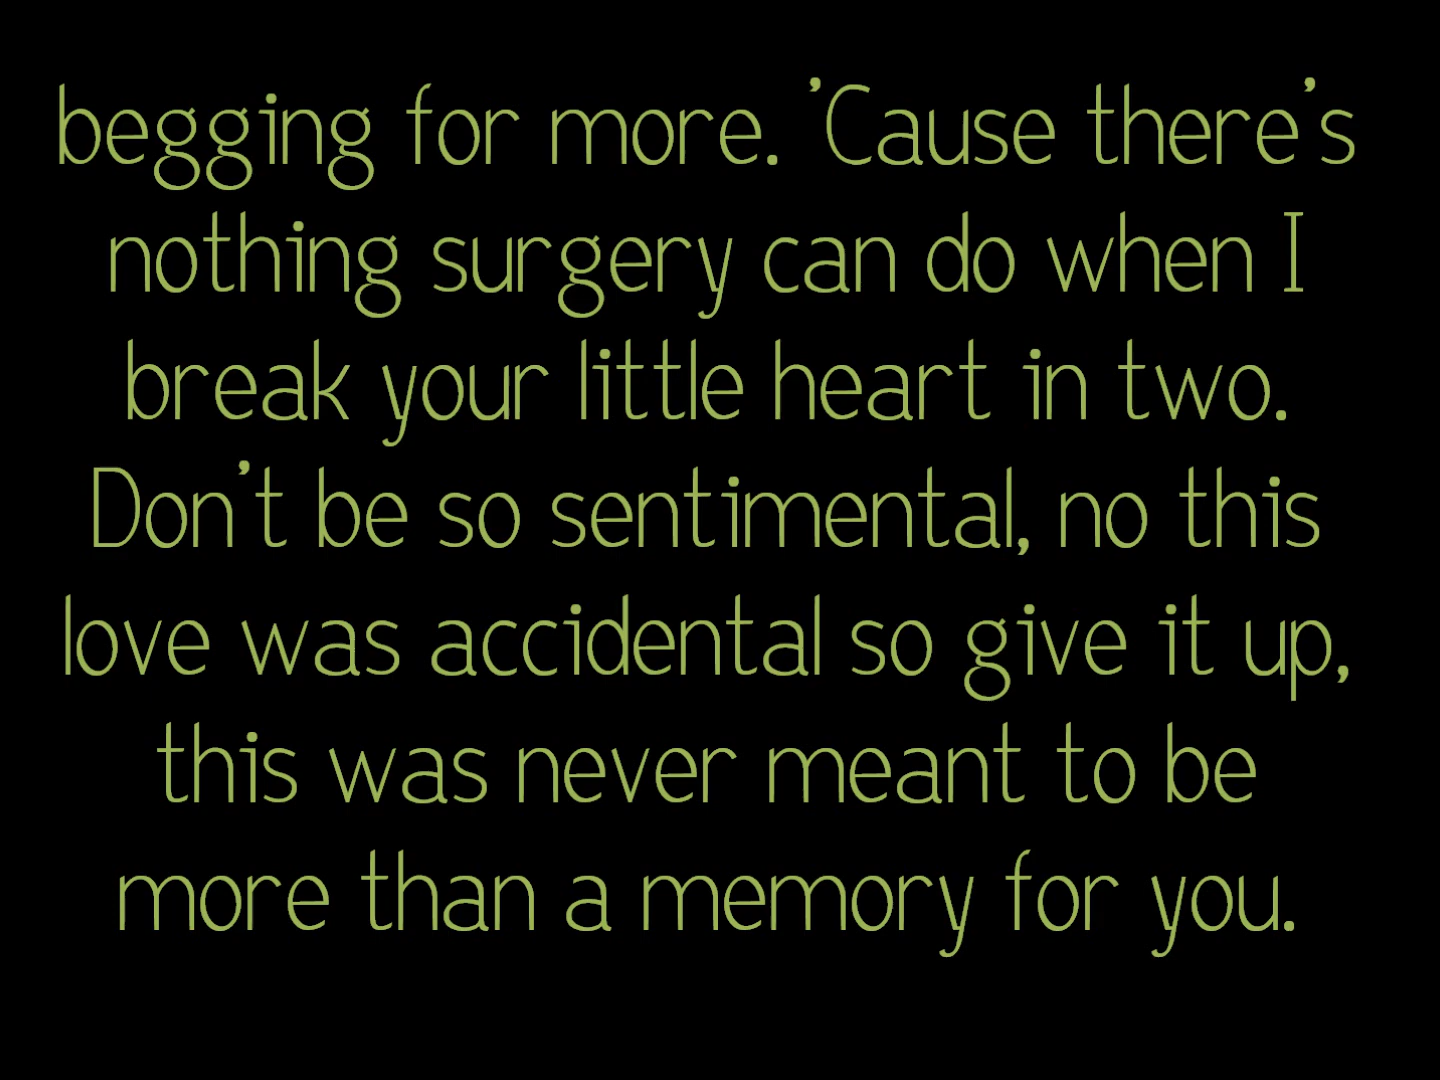 begging for more. 'Cause there's
nothing surgery can do when I
break your little heart in two.
Don't be so sentimental, no this
love was accidental so give it up,
this was never meant to be
more than a memory for you.